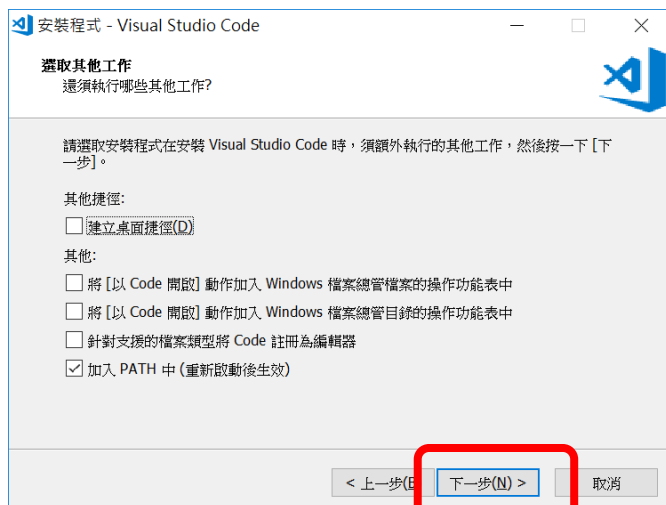 安裝程式 - Visual Studio Code
選取其他工作
還須執行哪些其他工作?
請選取安裝程式在安裝 Visual Studio Code 時，須額外執行的其他工作，然後按一下 [下
一步]。
其他捷徑:
建立桌面捷徑(D)
其他:
將 [以 Code 開啟] 動作加入 Windows 檔案總管檔案的操作功能表中
將 [以 Code 開啟] 動作加入 Windows 檔案總管目錄的操作功能表中
針對支援的檔案類型將 Code 註冊為編輯器
加入 PATH 中 (重新啟動後生效)
< 上一步( 下一步(N) > 取消